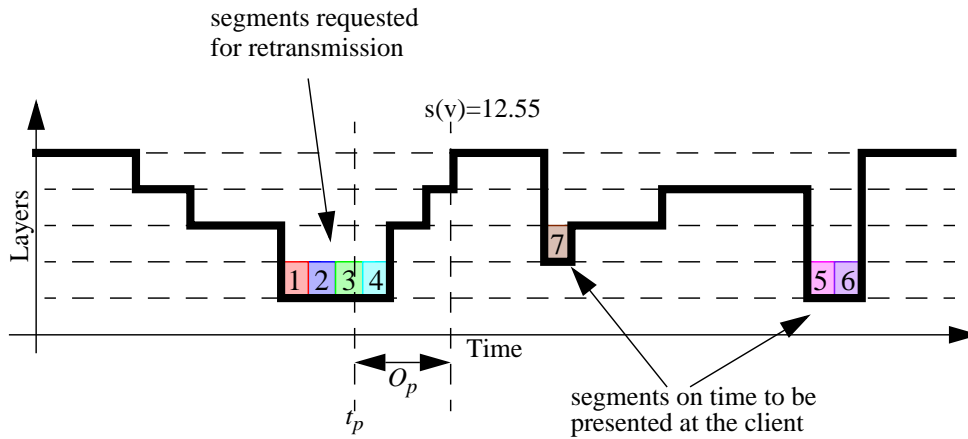 segments requested
for retransmission
s(v)=12.55
Layers
7
1 2 3 4
5 6
Time
O_p
t_p
segments on time to be
presented at the client